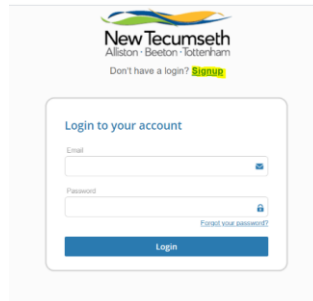 New Tecumseth
Alliston · Beeton · Tottenham
Don't have a login? Signup
Login to your account
Email
Password
Forgot your password?
Login